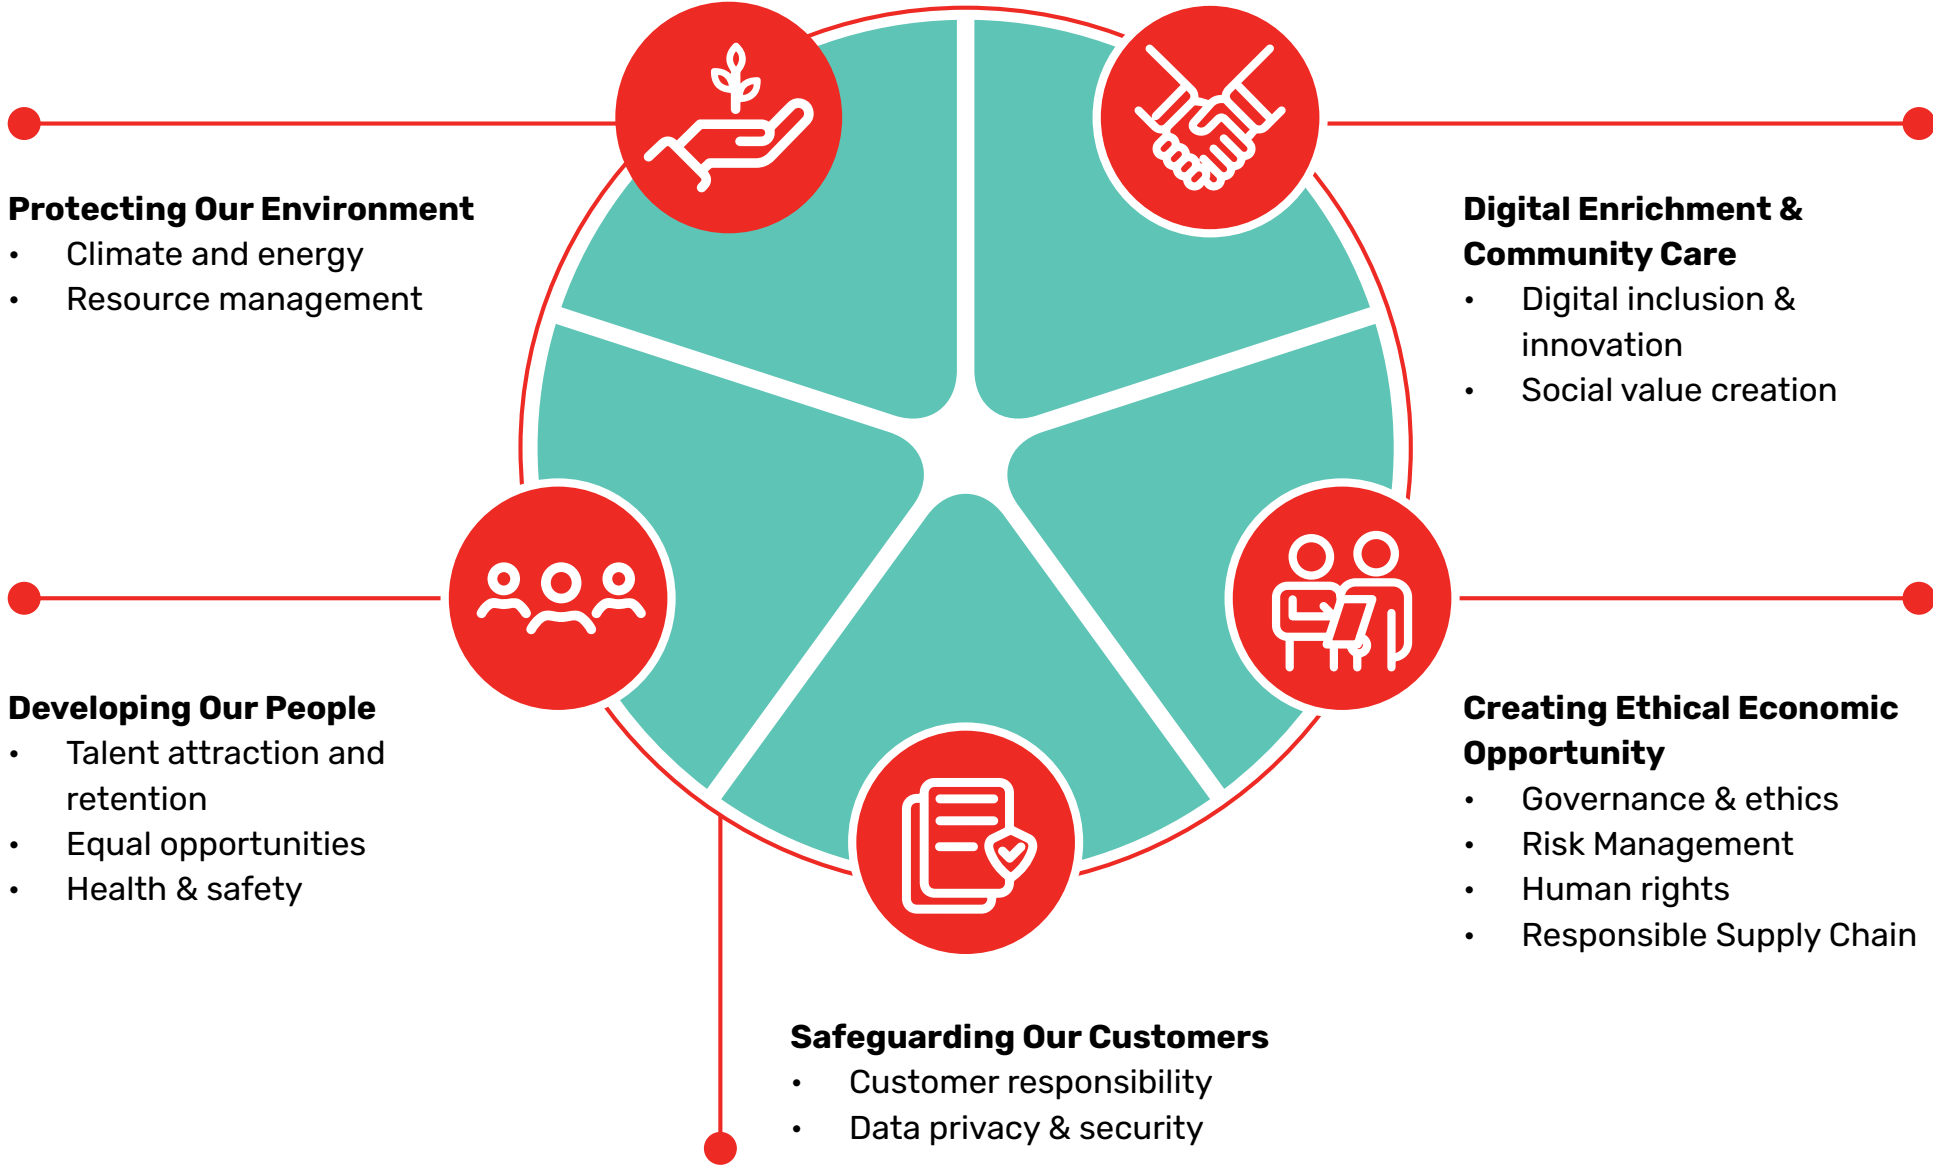 Protecting Our Environment
• Climate and energy
• Resource management
Digital Enrichment &
Community Care
• Digital inclusion &
innovation
• Social value creation
Developing Our People
• Talent attraction and
retention
• Equal opportunities
• Health & safety
Creating Ethical Economic
Opportunity
• Governance & ethics
• Risk Management
• Human rights
• Responsible Supply Chain
Safeguarding Our Customers
• Customer responsibility
• Data privacy & security